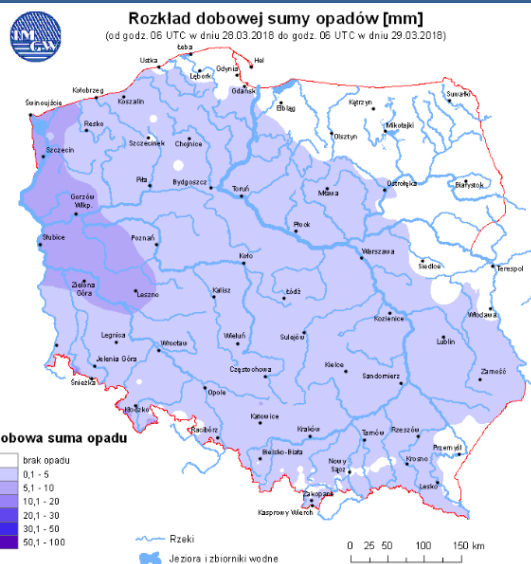 Rozkład dobowej sumy opadów [mm]
(od godz. 06 UTC w dniu 28.03.2018 do godz. 06 UTC w dniu 29.03.2018)
IMGW
Łeba
Ustka
Lębork
Gdynia
Hel
Gdańsk
Kołobrzeg
Koszalin
Świnoujście
Resko
Elbląg
Kętrzyn
Suwałki
Mikołajki
Olsztyn
Szczecinek
Chojnice
Szczecin
Piła
Bydgoszcz
Toruń
Mława
Ostrołęka
Białystok
Gorzów
Wlkp.
Płock
Słubice
Poznań
Koło
Warszawa
Siedlce
Terespol
Zielona
Góra
Leszno
Kalisz
Łódź
Kozienice
Włodawa
Legnica
Wrocław
Wieluń
Sulejów
Lublin
Jelenia Góra
Śnieżka
Częstochowa
Kielce
Sandomierz
Zamość
Opole
Kłodzko
Racibórz
Katowice
Kraków
Tarnów
Rzeszów
Przemyśl
Bielsko-Biała
Nowy
Sącz
Krosno
Lesko
Zakopane
Kasprowy Wierch
obowa suma opadu
brak opadu
0,1 - 5
5,1 - 10
10,1 - 20
20,1 - 30
30,1 - 50
50,1 - 100
Rzeki
Jeziora i zbiorniki wodne
0 25 50 100 150 km